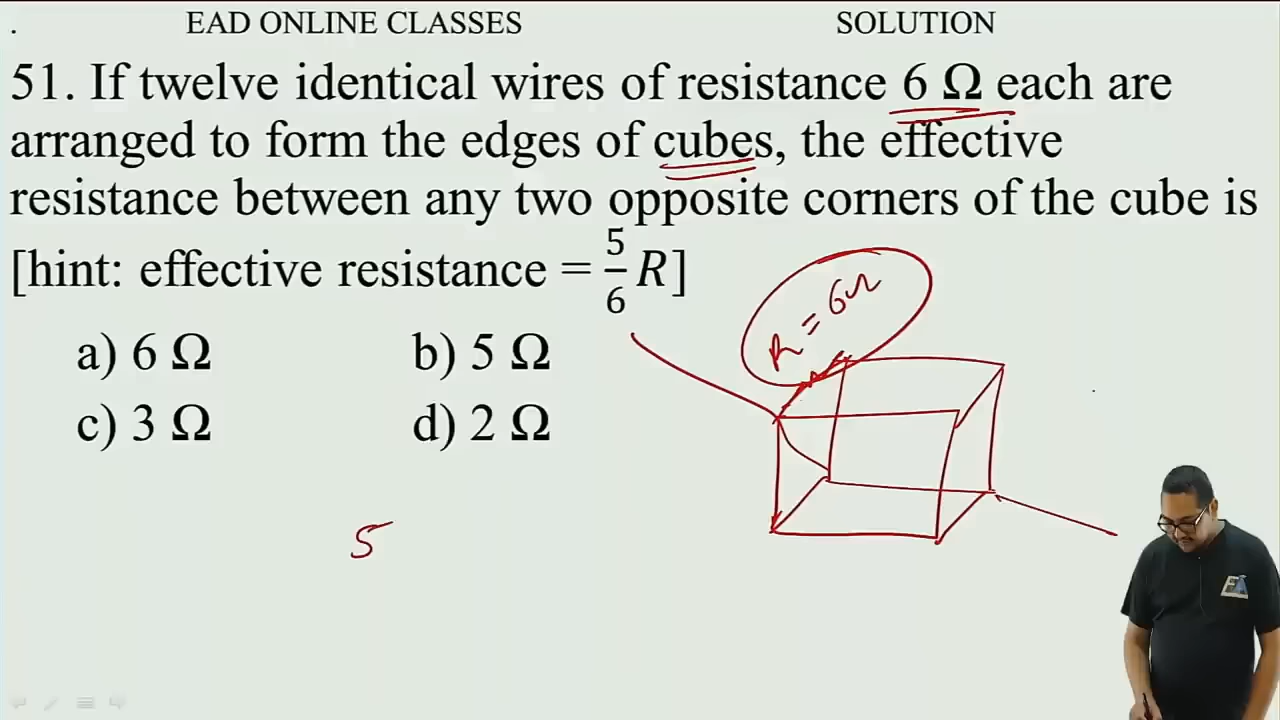 . EAD ONLINE CLASSES SOLUTION
51. If twelve identical wires of resistance 6 Ω each are
arranged to form the edges of cubes, the effective
resistance between any two opposite corners of the cube is
[hint: effective resistance = 5/6 R]
R = 6Ω
a) 6 Ω b) 5 Ω
c) 3 Ω d) 2 Ω
5